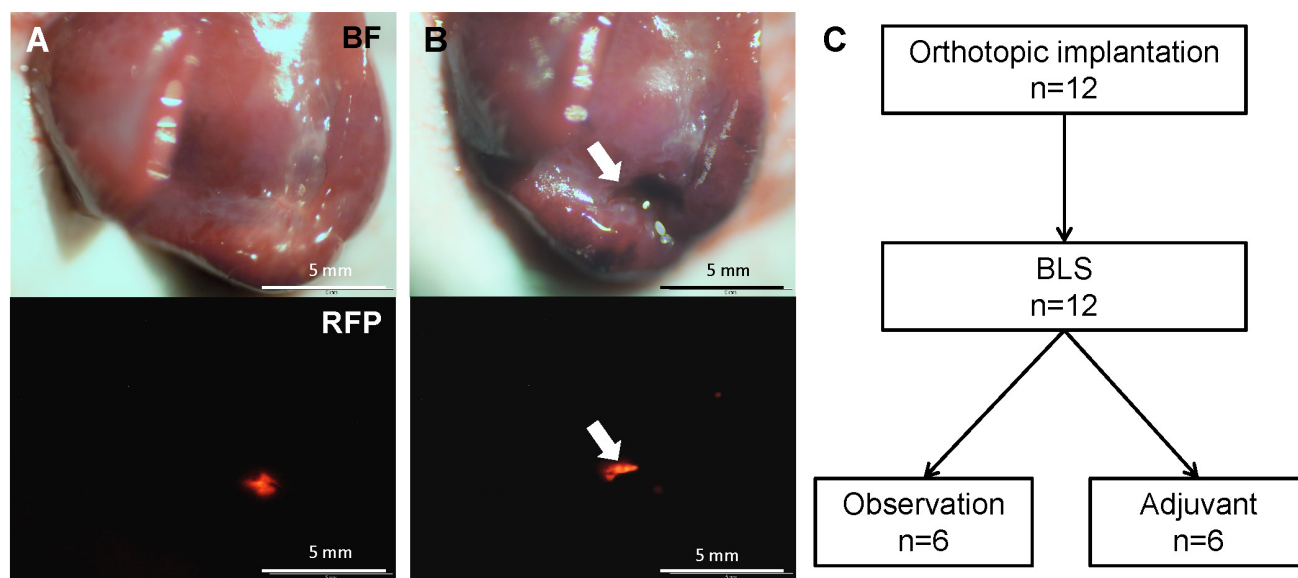 A
BF
5 mm
RFP
5 mm
B
5 mm
5 mm
C
Orthotopic implantation
n=12
BLS
n=12
Observation
n=6
Adjuvant
n=6